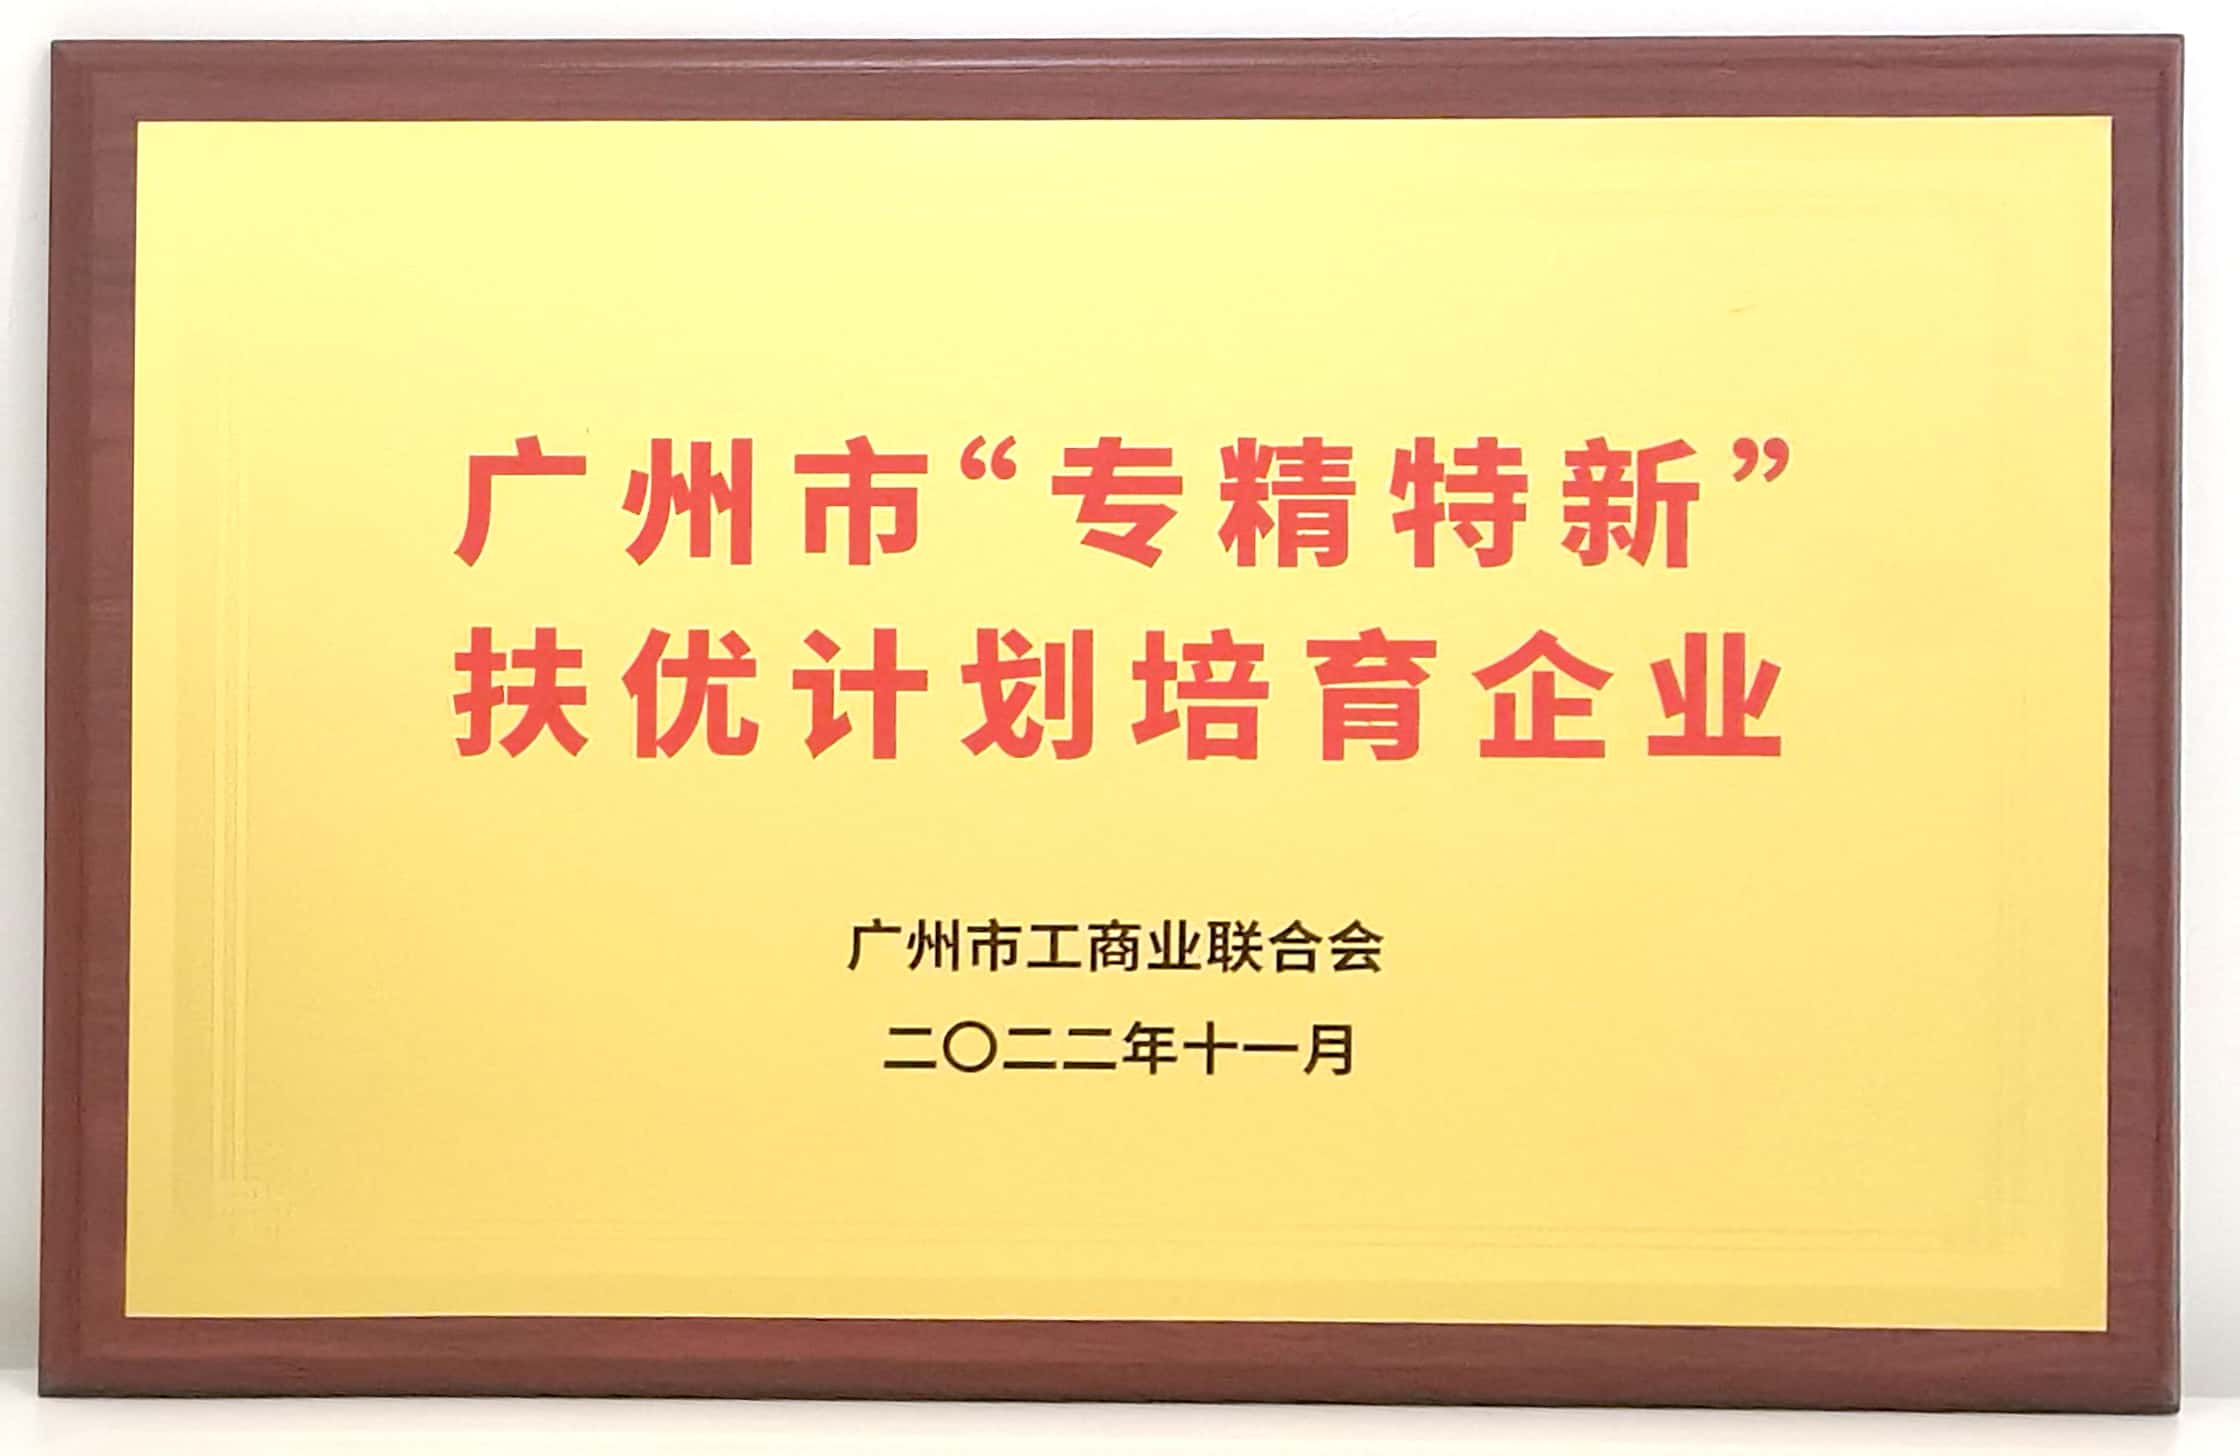 广州市“专精特新”
扶优计划培育企业
广州市工商业联合会
二〇二二年十一月